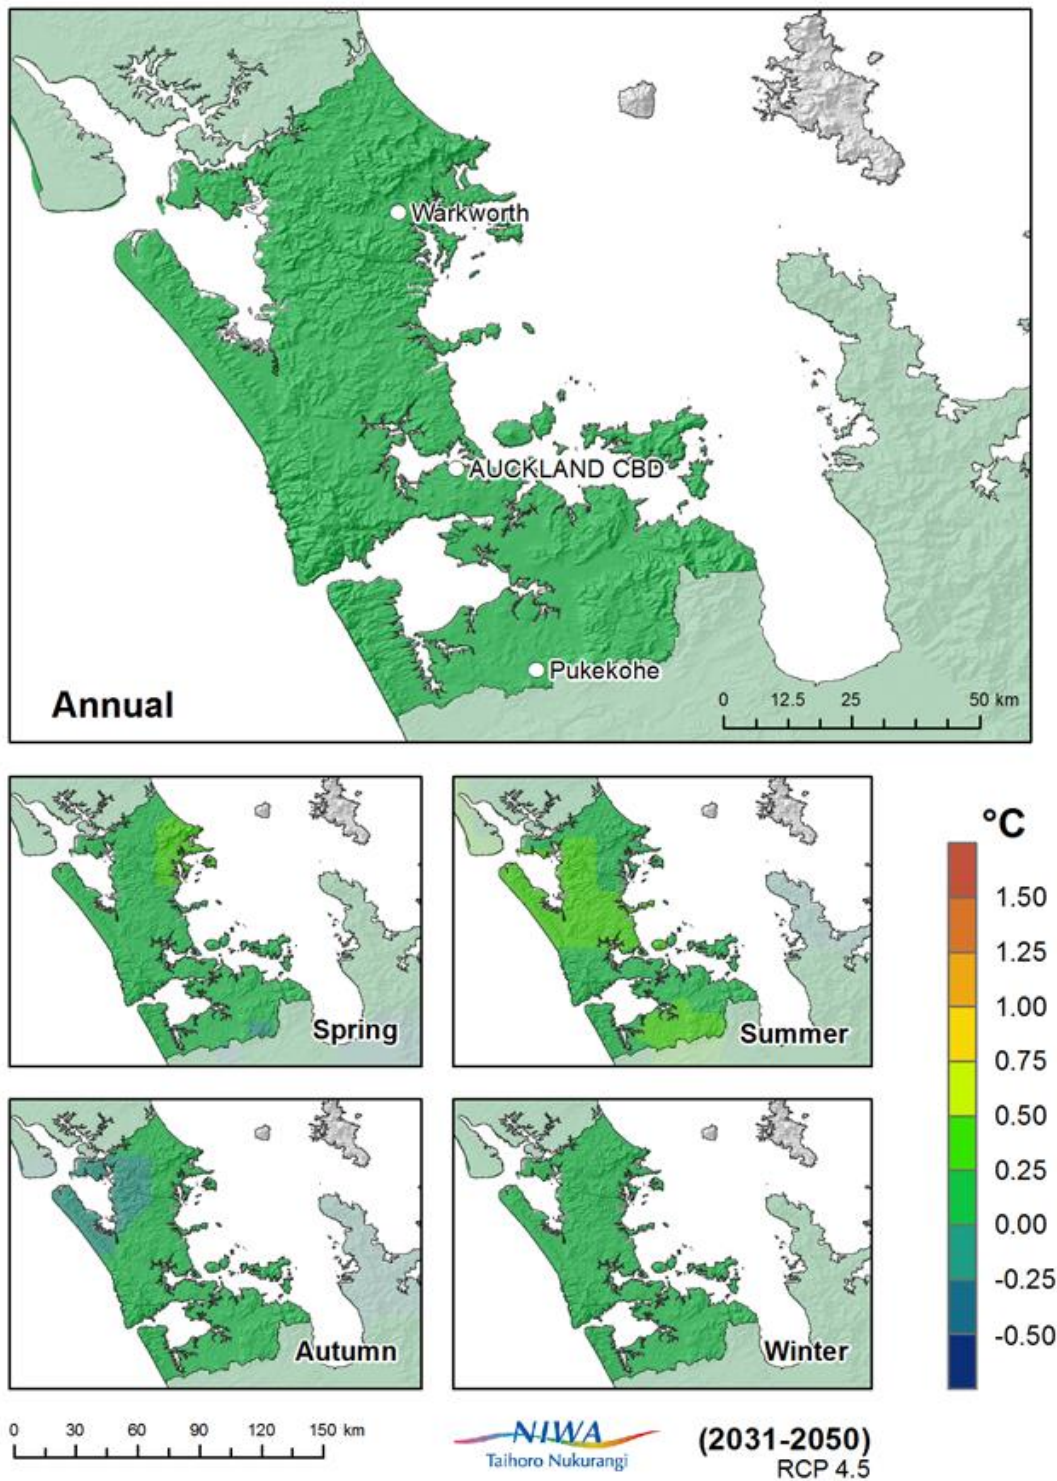 Warkworth
AUCKLAND CBD
Pukekohe
Annual
0 12.5 25 50 km
Spring
Summer
°C
1.50
1.25
1.00
0.75
0.50
0.25
0.00
-0.25
-0.50
Autumn
Winter
0 30 60 90 120 150 km
NIWA
Taihoro Nukurangi
(2031-2050)
RCP 4.5